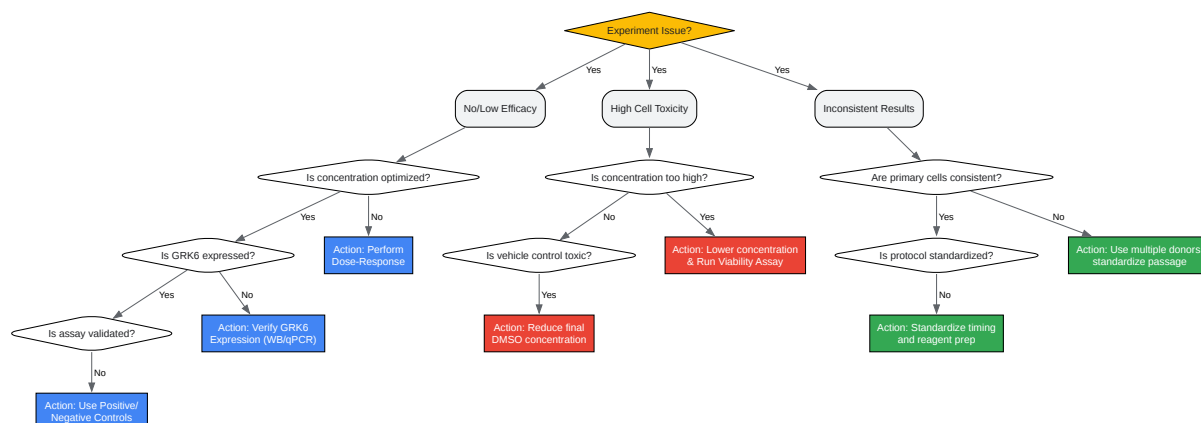 Experiment Issue?
Yes
Yes
Yes
No/Low Efficacy
High Cell Toxicity
Inconsistent Results
Is concentration optimized?
Is concentration too high?
Are primary cells consistent?
Yes
No
No
Yes
Yes
No
Is GRK6 expressed?
Action: Perform
Dose-Response
Is vehicle control toxic?
Action: Lower concentration
& Run Viability Assay
Is protocol standardized?
Action: Use multiple donors
standardize passage
Yes
No
Yes
No
Is assay validated?
Action: Verify GRK6
Expression (WB/qPCR)
Action: Reduce final
DMSO concentration
Action: Standardize timing
and reagent prep
No
Action: Use Positive/
Negative Controls